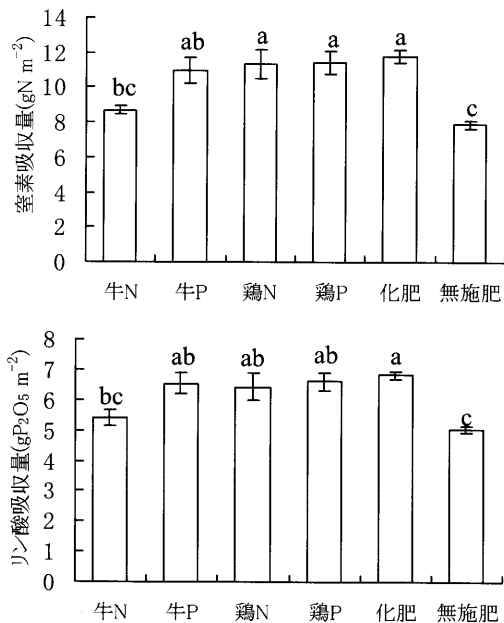 窒素吸収量(gN m⁻²)
14
12
10
8
6
4
2
0
bc
ab
a
a
a
c
牛N 牛P 鶏N 鶏P 化肥 無施肥
リン酸吸収量(gP₂O₅ m⁻²)
8
7
6
5
4
3
2
1
0
bc
ab
ab
ab
a
c
牛N 牛P 鶏N 鶏P 化肥 無施肥